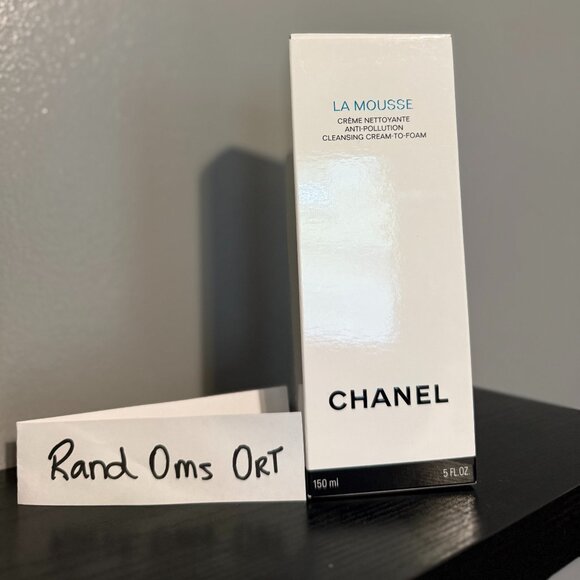 LA MOUSSE
CRÈME NETTOYANTE
ANTI-POLLUTION
CLEANSING CREAM-TO-FOAM
CHANEL
150 ml 5 FL.OZ.
Rand Oms ORT